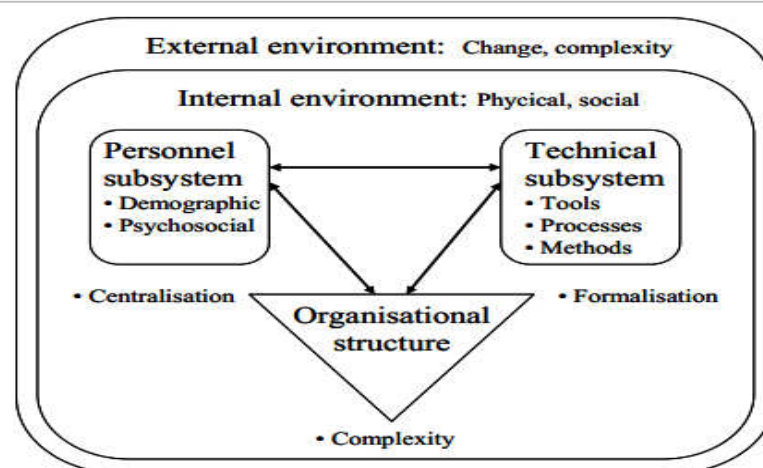 External environment: Change, complexity
Internal environment: Phycical, social
Personnel subsystem
• Demographic
• Psychosocial
Technical subsystem
• Tools
• Processes
• Methods
• Centralisation
• Formalisation
Organisational structure
• Complexity